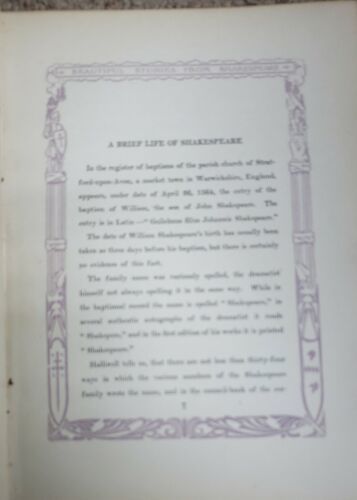 BEAUTIFUL STORIES FROM SHAKESPEARE
A BRIEF LIFE OF SHAKESPEARE.
In the register of baptisms of the parish church of Strat-
ford-upon-Avon, a market town in Warwickshire, England,
appears, under date of April 26, 1564, the entry of the
baptism of William, the son of John Shakspeare. The
entry is in Latin—"Gulielmus filius Johannis Shakspeare."
The date of William Shakespeare's birth has usually been
taken as three days before his baptism, but there is certainly
no evidence of this fact.
The family name was variously spelled, the dramatist
himself not always spelling it in the same way. While in
the baptismal record the name is spelled "Shakspeare," in
several authentic autographs of the dramatist it reads
"Shakspere," and in the first edition of his works it is printed
"Shakespeare."
Halliwell tells us, that there are not less than thirty-four
ways in which the various members of the Shakespeare
family wrote the name, and in the council-book of the cor-
7